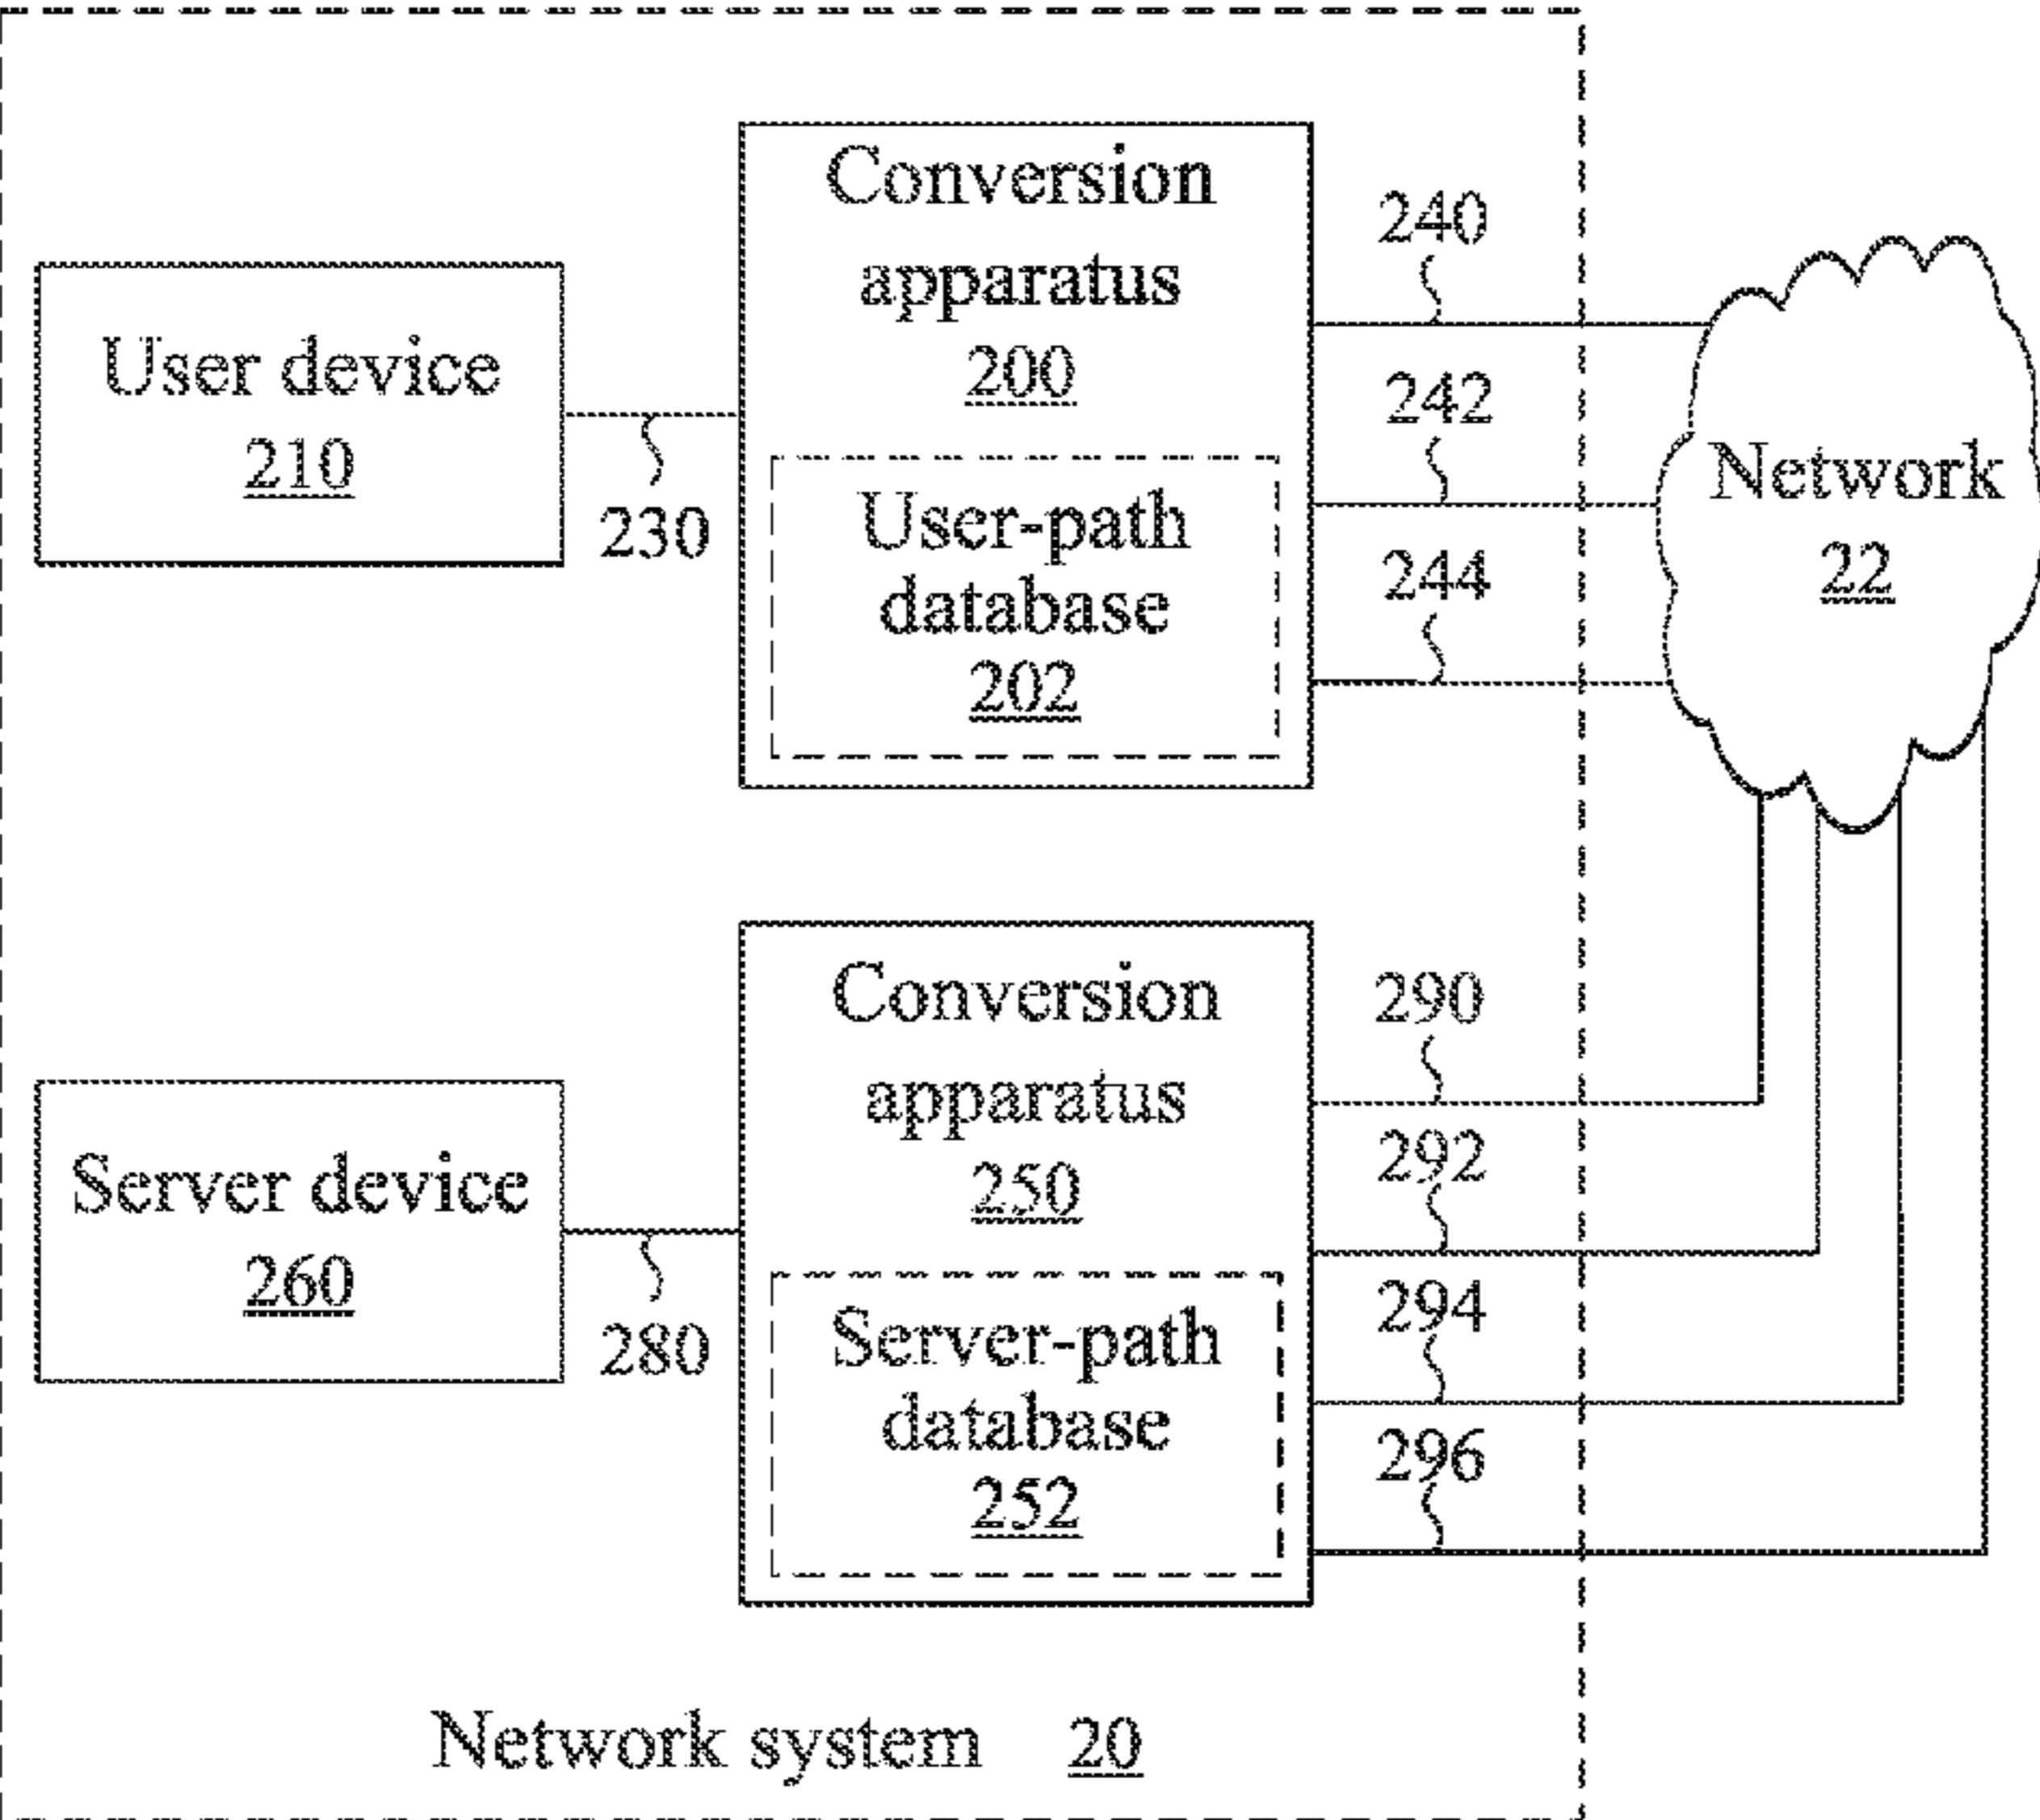 Conversion
apparatus
200
User-path
database
202
User device
210
230
240
242
244
Network
22
Conversion
apparatus
250
Server-path
database
252
Server device
260
280
290
292
294
296
Network system 20